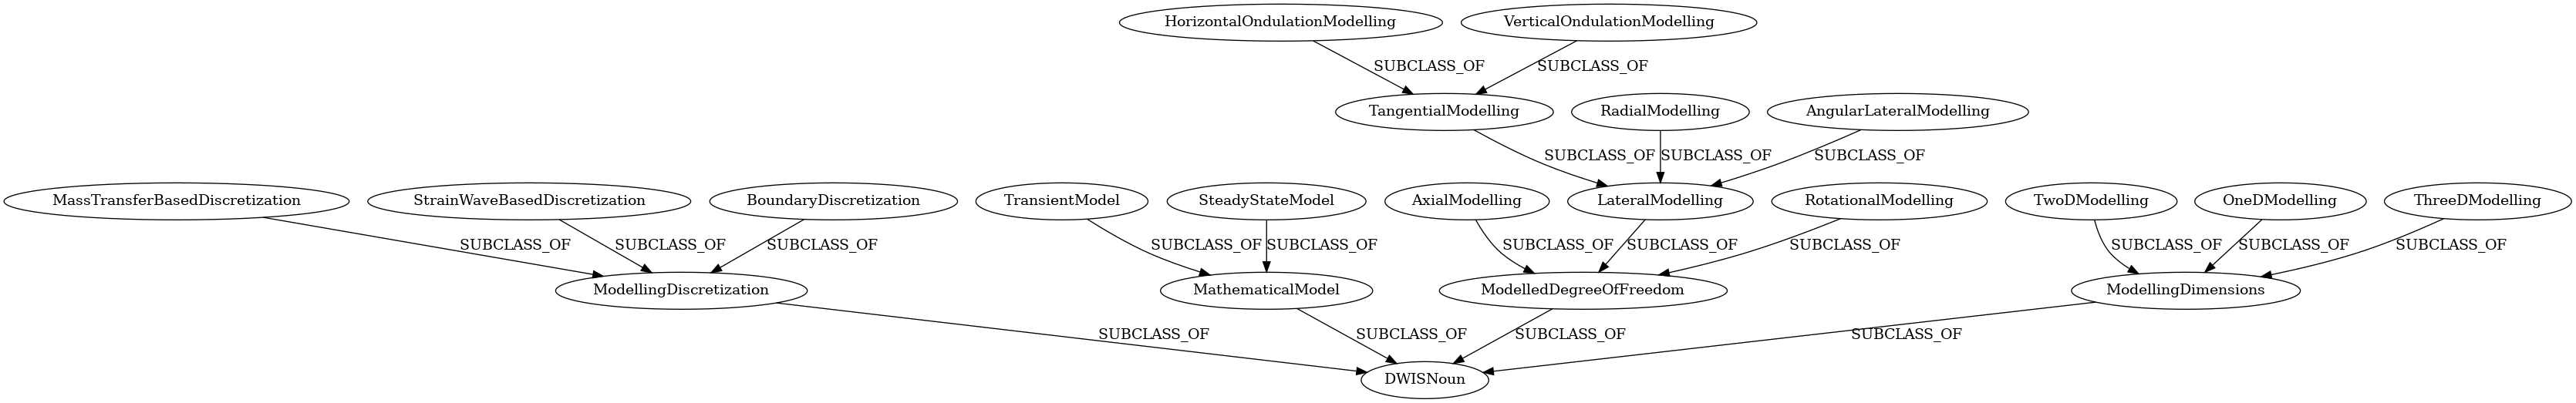 HorizontalOndulationModelling
VerticalOndulationModelling
SUBCLASS_OF
SUBCLASS_OF
TangentialModelling
RadialModelling
AngularLateralModelling
SUBCLASS_OF
SUBCLASS_OF
SUBCLASS_OF
MassTransferBasedDiscretization
StrainWaveBasedDiscretization
BoundaryDiscretization
TransientModel
SteadyStateModel
AxialModelling
LateralModelling
RotationalModelling
TwoDModelling
OneDModelling
ThreeDModelling
SUBCLASS_OF
SUBCLASS_OF
SUBCLASS_OF
SUBCLASS_OF
SUBCLASS_OF
SUBCLASS_OF
SUBCLASS_OF
SUBCLASS_OF
SUBCLASS_OF
SUBCLASS_OF
SUBCLASS_OF
ModellingDiscretization
MathematicalModel
ModelledDegreeOfFreedom
ModellingDimensions
SUBCLASS_OF
SUBCLASS_OF
SUBCLASS_OF
SUBCLASS_OF
DWISNoun